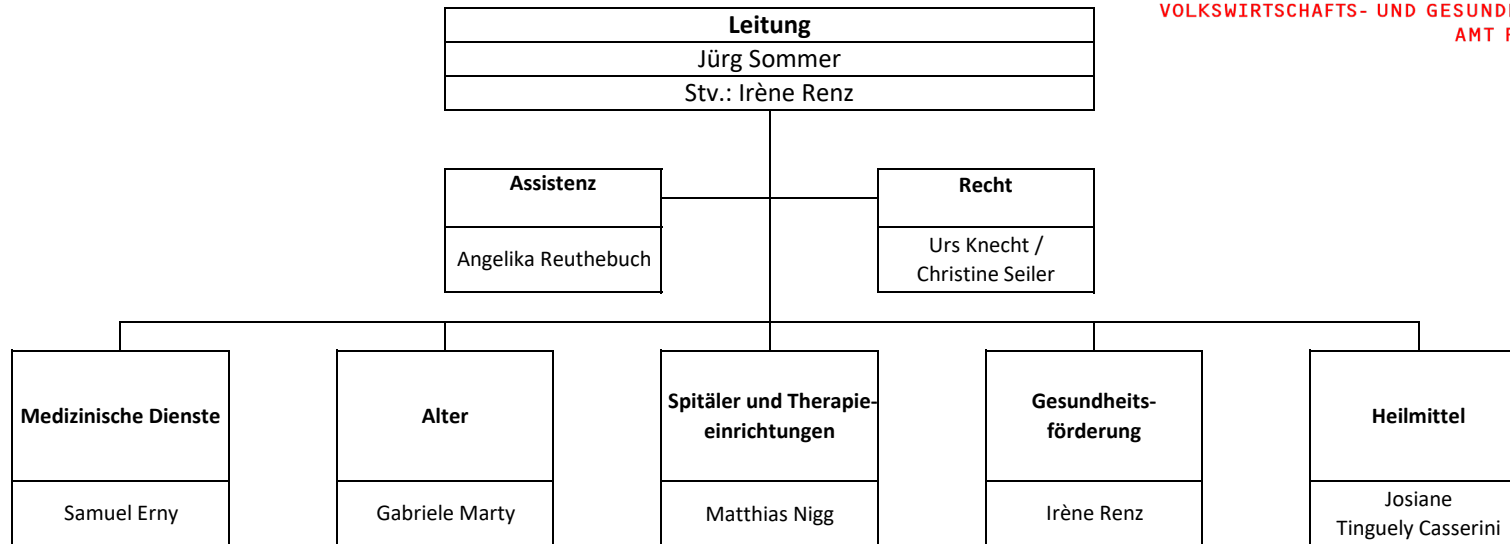 VOLKSWIRTSCHAFTS- UND
AMT
Leitung
Jürg Sommer
Stv.: Irène Renz
Assistenz
Angelika Reuthebuch
Recht
Urs Knecht /
Christine Seiler
Medizinische Dienste
Samuel Erny
Alter
Gabriele Marty
Spitäler und Therapie-
einrichtungen
Matthias Nigg
Gesundheits-
förderung
Irène Renz
Heilmittel
Josiane
Tinguely Casserini